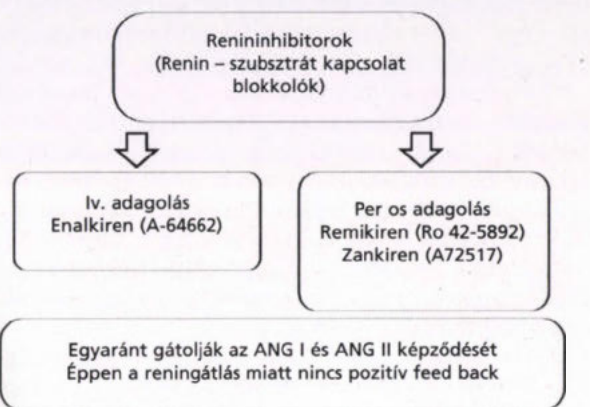 Renininhibitorok
(Renin – szubsztrát kapcsolat
blokkolók)
Iv. adagolás
Enalkiren (A-64662)
Per os adagolás
Remikiren (Ro 42-5892)
Zankiren (A72517)
Egyaránt gátolják az ANG I és ANG II képződését
Éppen a reningátlás miatt nincs pozitív feed back